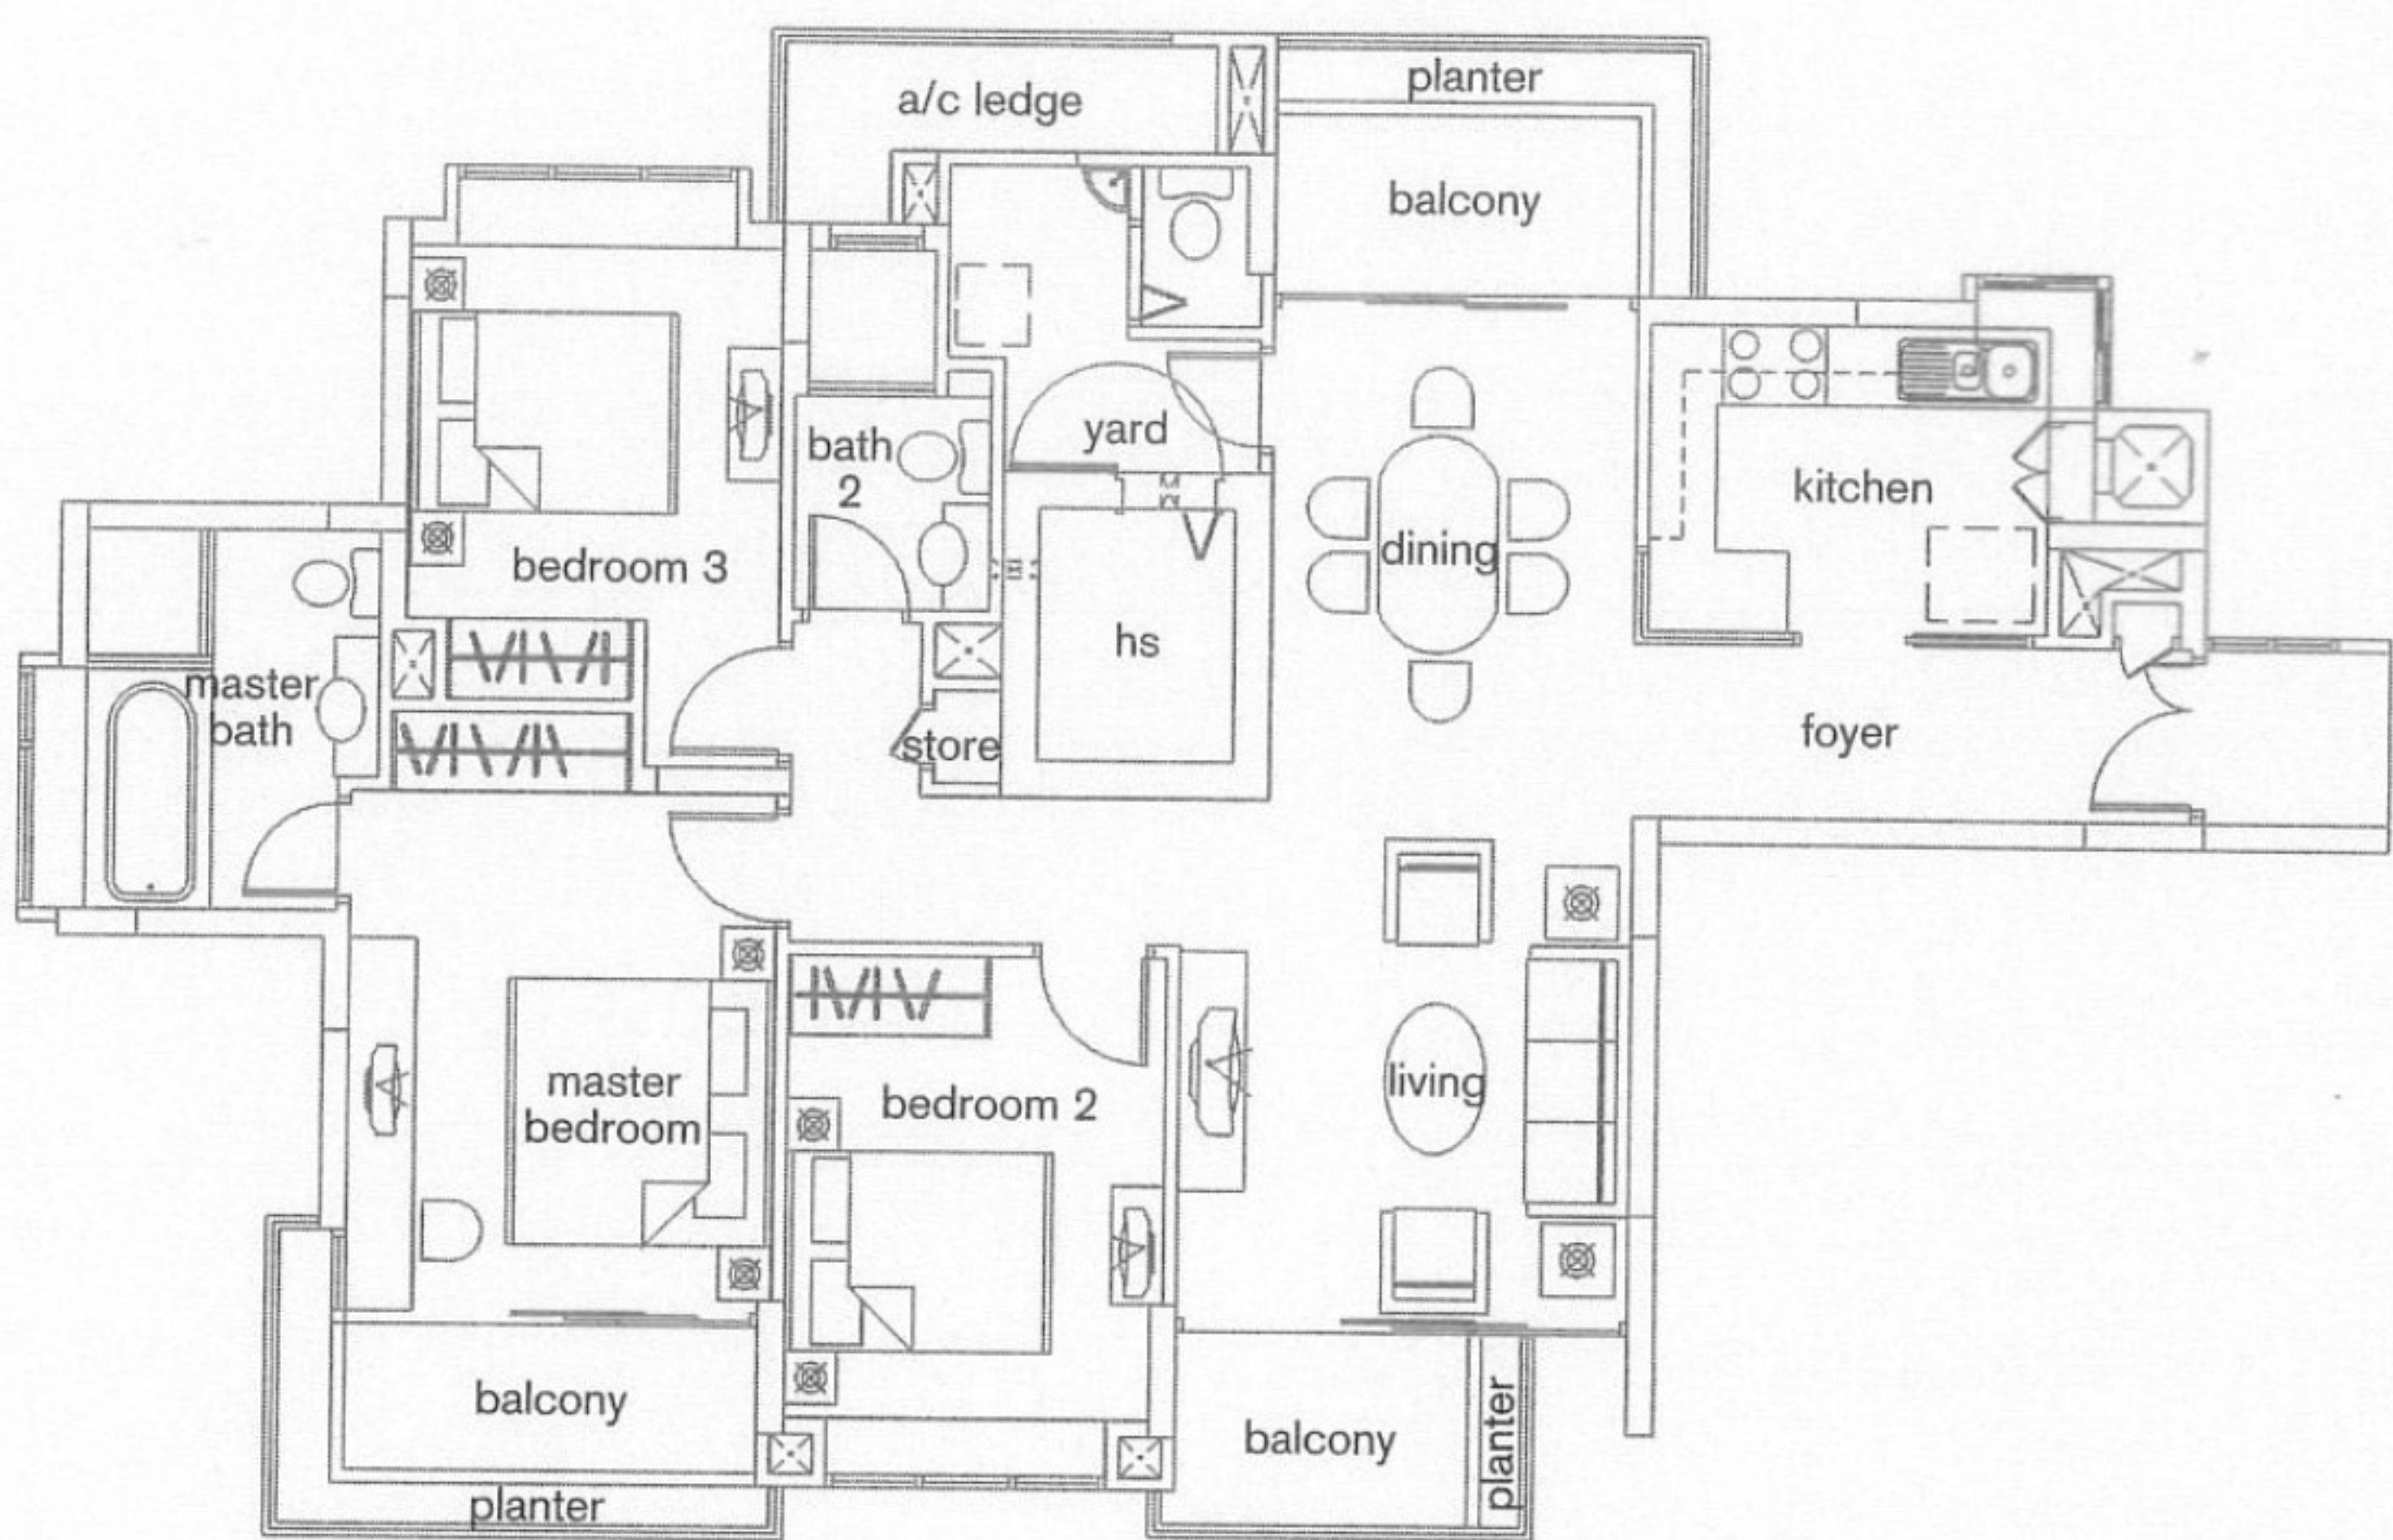 planter
a/c ledge
balcony
yard
bath
2
kitchen
dining
bedroom 3
hs
master
bath
store
foyer
master
bedroom
bedroom 2
living
balcony
balcony
planter
planter